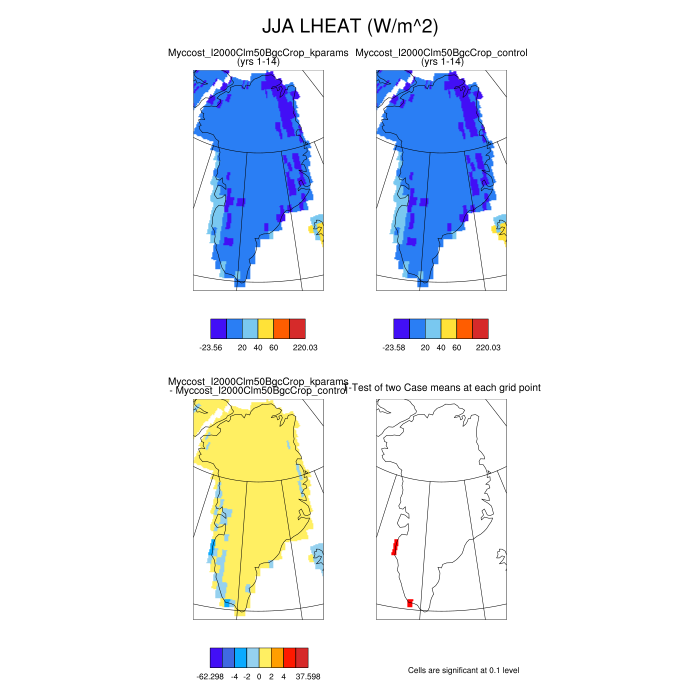 JJA LHEAT (W/m^2)
Myccost_I2000Clm50BgcCrop_kparams
(yrs 1-14)
Myccost_I2000Clm50BgcCrop_control
(yrs 1-14)
-23.56 20 40 60 220.03
-23.56 20 40 60 220.03
Myccost_I2000Clm50BgcCrop_kparams
- Myccost_I2000Clm50BgcCrop_control
T-Test of two Case means at each grid point
-62.298 -4 -2 0 2 4 37.598
Cells are significant at 0.1 level